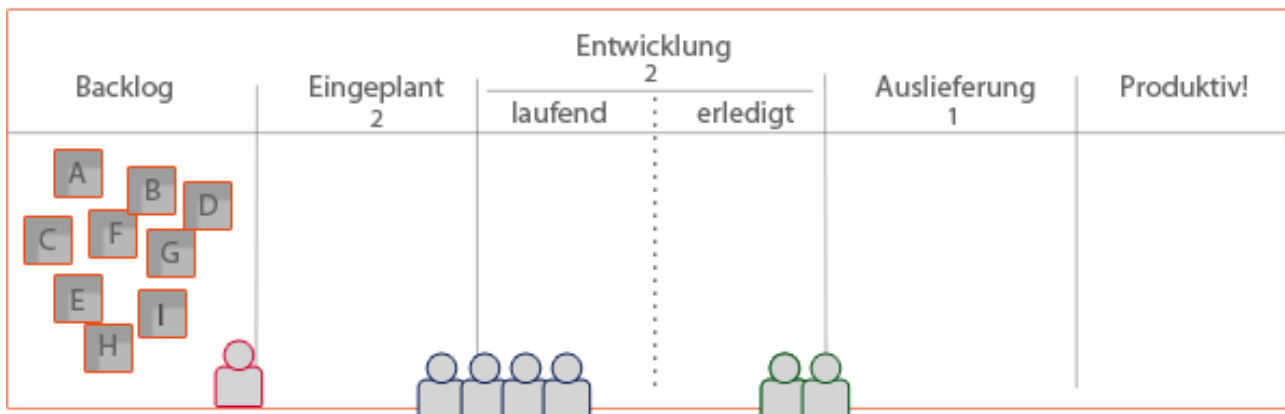 Entwicklung
2
Backlog
Eingeplant
2
laufend
erledigt
Auslieferung
1
Produktiv!
A
B
D
C
F
G
E
I
H